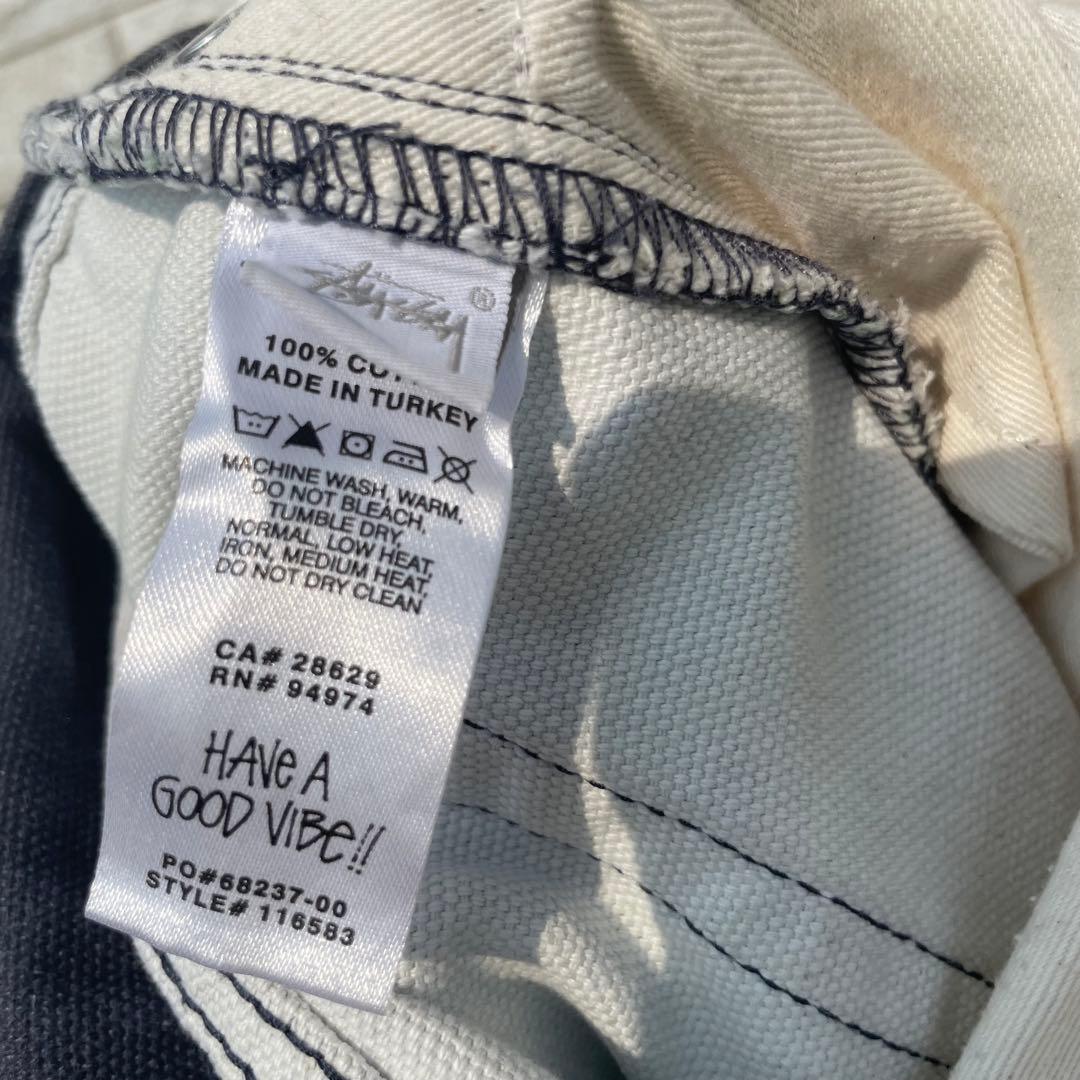 Stüssy ®
100%
MADE IN TURKEY
MACHINE WASH, WARM,
DO NOT BLEACH,
TUMBLE DRY,
NORMAL, LOW HEAT,
IRON, MEDIUM HEAT,
DO NOT DRY CLEAN
CA# 28629
RN# 94974
HAVE A
GOOD VIBE!!
PO#68237-00
STYLE# 116583